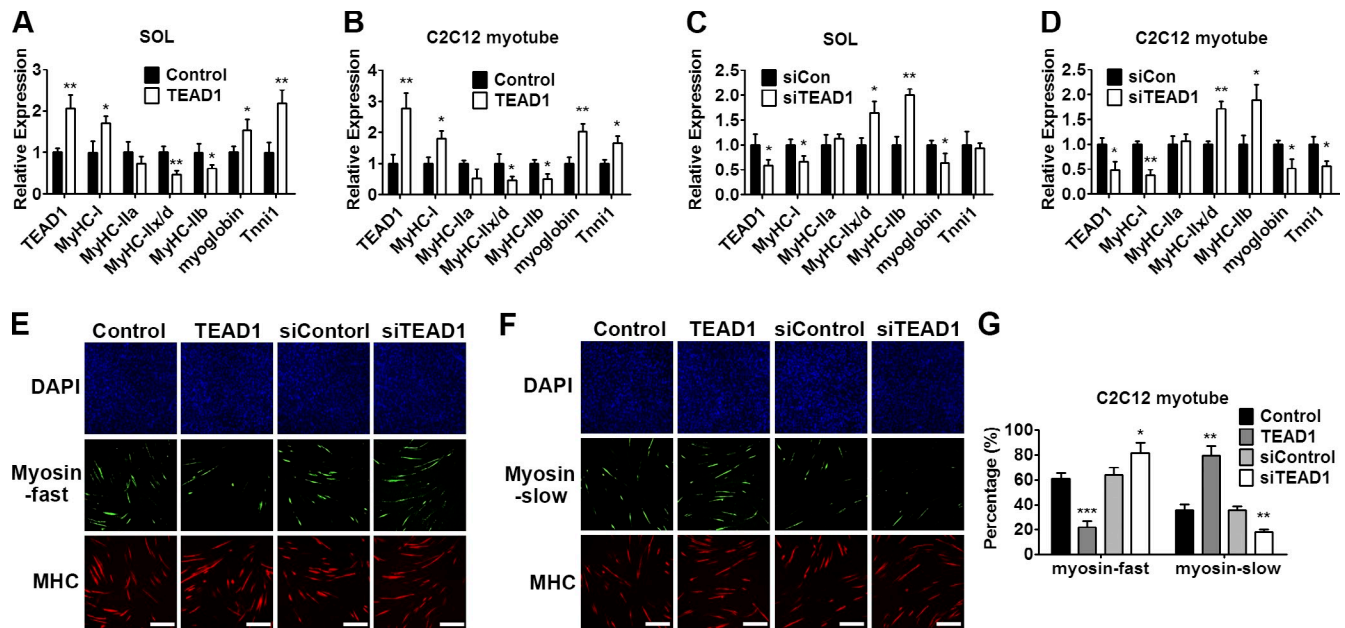 A
SOL
Relative Expression
3
2
1
0
Control
TEAD1
**
*
**
*
*
**
TEAD1
MyHC-I
MyHC-IIa
MyHC-IIx/d
MyHC-IIb
myoglobin
Tnni1
B
C2C12 myotube
Relative Expression
4
3
2
1
0
Control
TEAD1
**
*
*
*
**
*
TEAD1
MyHC-I
MyHC-IIa
MyHC-IIx/d
MyHC-IIb
myoglobin
Tnni1
C
SOL
Relative Expression
2.5
2.0
1.5
1.0
0.5
0.0
siCon
siTEAD1
*
*
*
**
*
TEAD1
MyHC-I
MyHC-IIa
MyHC-IIx/d
MyHC-IIb
myoglobin
Tnni1
D
C2C12 myotube
Relative Expression
2.5
2.0
1.5
1.0
0.5
0.0
siCon
siTEAD1
*
**
**
*
*
*
TEAD1
MyHC-I
MyHC-IIa
MyHC-IIx/d
MyHC-IIb
myoglobin
Tnni1
E
Control TEAD1 siContorl siTEAD1
DAPI
Myosin
-fast
MHC
F
Control TEAD1 siControl siTEAD1
DAPI
Myosin
-slow
MHC
G
C2C12 myotube
Percentage (%)
100
80
60
40
20
0
Control
TEAD1
siControl
siTEAD1
***
*
**
**
myosin-fast myosin-slow